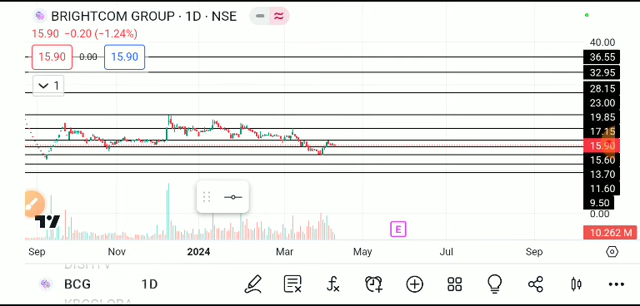 BRIGHTCOM GROUP · 1D · NSE
15.90 −0.20 (−1.24%)
15.90 0.00 15.90
1
40.00
36.55
32.95
28.15
23.00
19.85
17.15
15.90
15.60
13.70
11.60
9.50
0.00
10.262 M
E
Sep Nov 2024 Mar May Jul Sep
BCG 1D